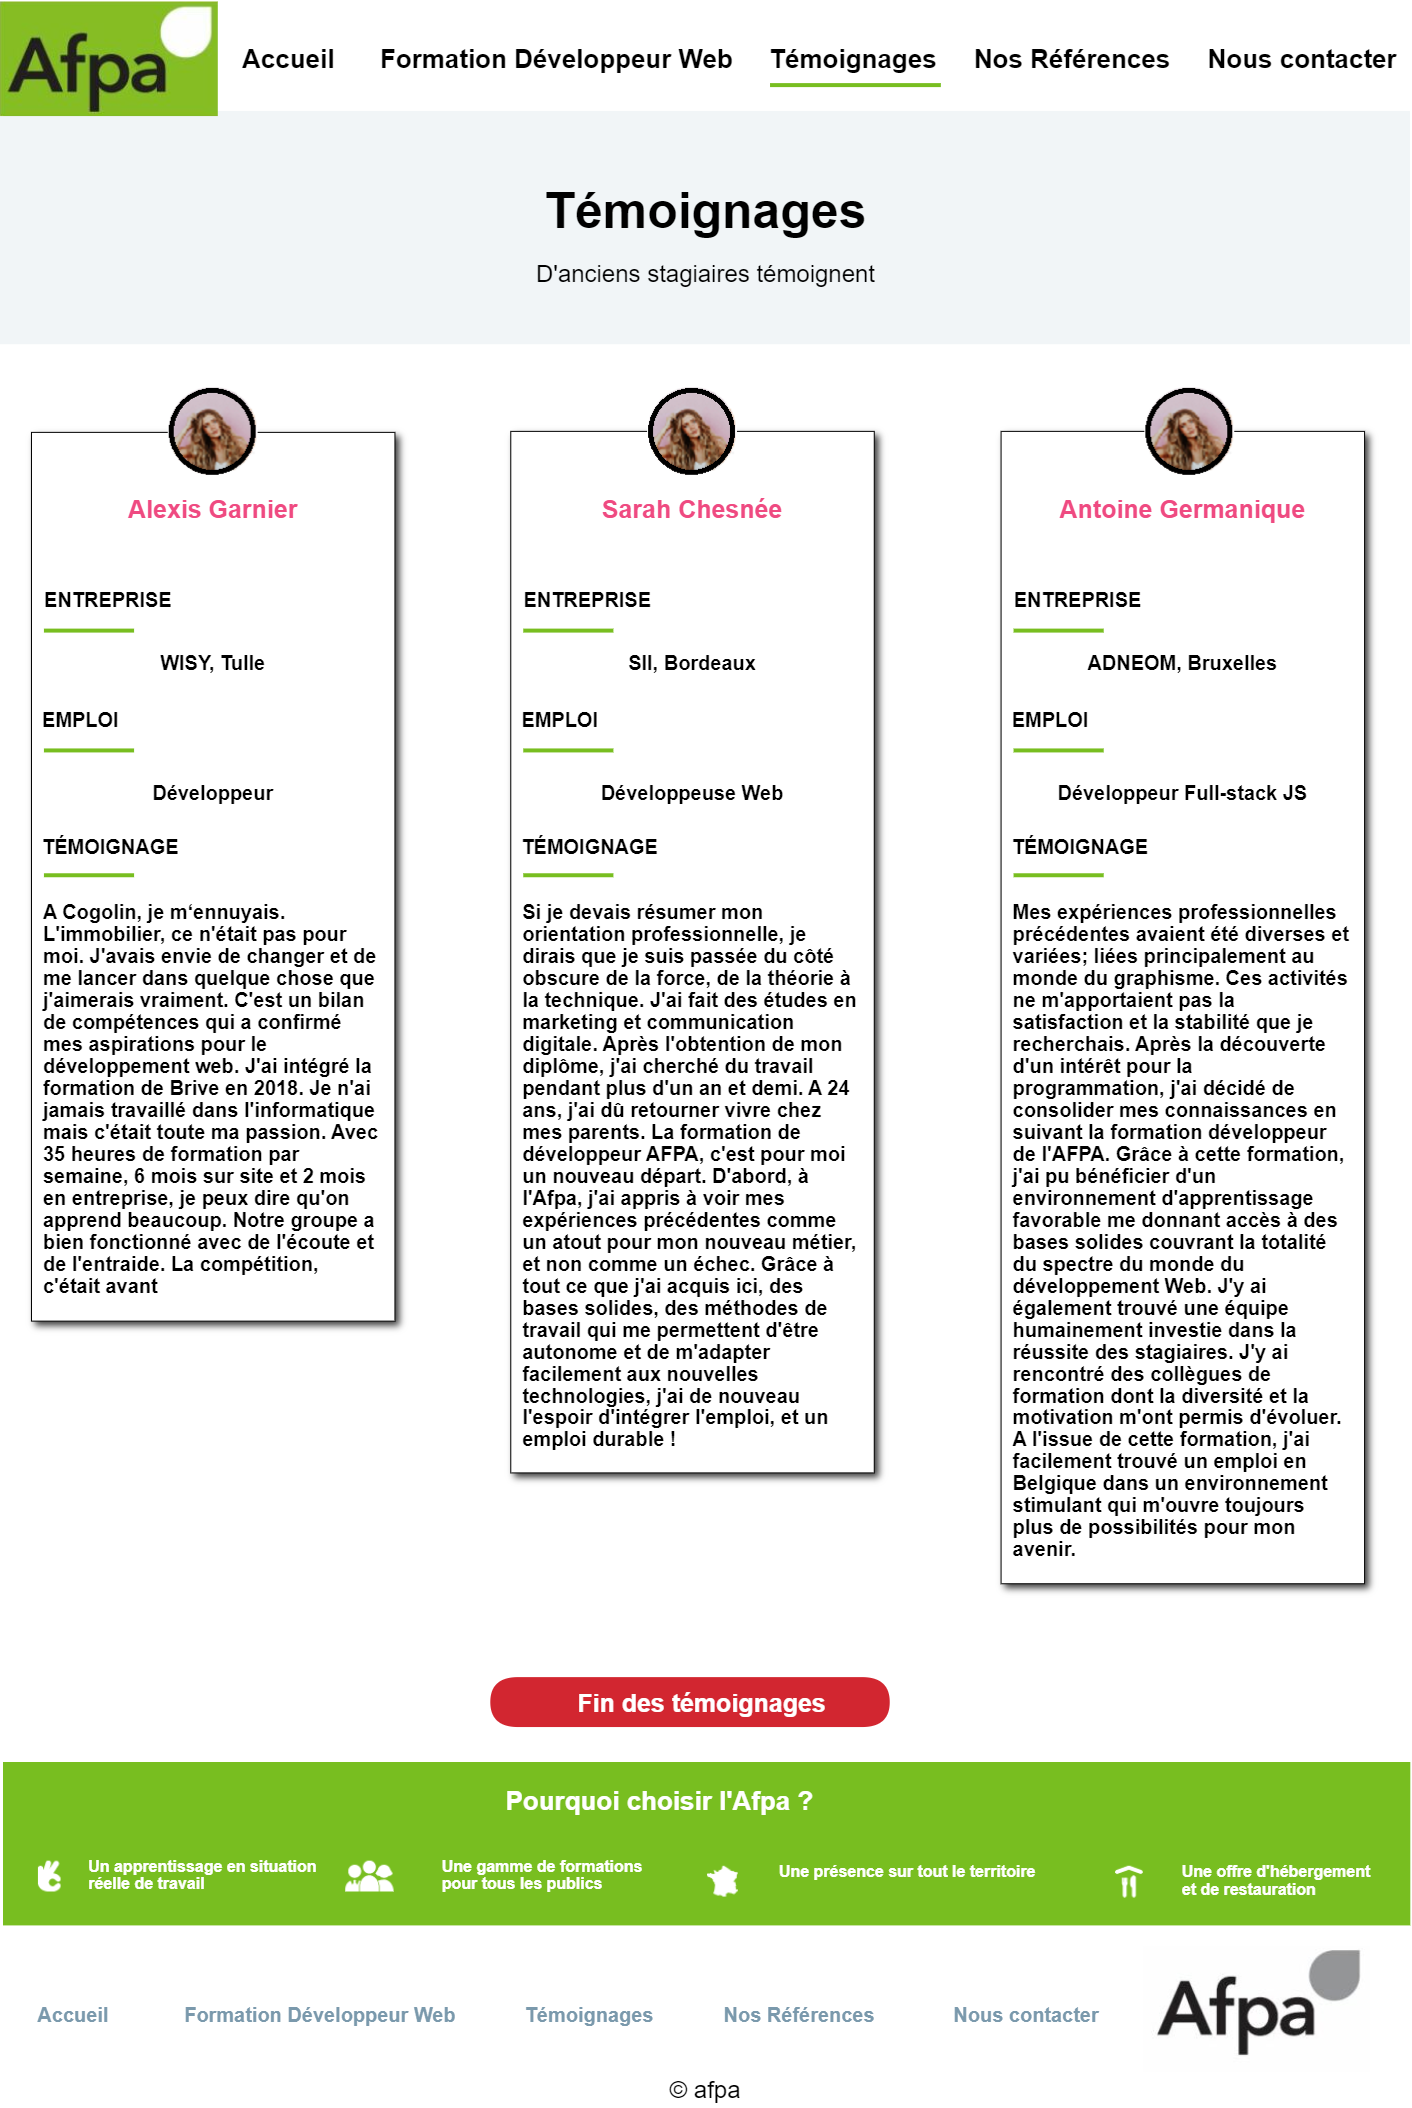 Afpa
Accueil Formation Développeur Web Témoignages Nos Références Nous contacter
Témoignages
D'anciens stagiaires témoignent
Alexis Garnier
ENTREPRISE
WISY, Tulle
EMPLOI
Développeur
TÉMOIGNAGE
A Cogolin, je m‘ennuyais.
L'immobilier, ce n'était pas pour
moi. J'avais envie de changer et de
me lancer dans quelque chose que
j'aimerais vraiment. C'est un bilan
de compétences qui a confirmé
mes aspirations pour le
développement web. J'ai intégré la
formation de Brive en 2018. Je n'ai
jamais travaillé dans l'informatique
mais c'était toute ma passion. Avec
35 heures de formation par
semaine, 6 mois sur site et 2 mois
en entreprise, je peux dire qu'on
apprend beaucoup. Notre groupe a
bien fonctionné avec de l'écoute et
de l'entraide. La compétition,
c'était avant
Sarah Chesnée
ENTREPRISE
SII, Bordeaux
EMPLOI
Développeuse Web
TÉMOIGNAGE
Si je devais résumer mon
orientation professionnelle, je
dirais que je suis passée du côté
obscure de la force, de la théorie à
la technique. J'ai fait des études en
marketing et communication
digitale. Après l'obtention de mon
diplôme, j'ai cherché du travail
pendant plus d'un an et demi. A 24
ans, j'ai dû retourner vivre chez
mes parents. La formation de
développeur AFPA, c'est pour moi
un nouveau départ. D'abord, à
l'Afpa, j'ai appris à voir mes
expériences précédentes comme
un atout pour mon nouveau métier,
et non comme un échec. Grâce à
tout ce que j'ai acquis ici, des
bases solides, des méthodes de
travail qui me permettent d'être
autonome et de m'adapter
facilement aux nouvelles
technologies, j'ai de nouveau
l'espoir d'intégrer l'emploi, et un
emploi durable !
Antoine Germanique
ENTREPRISE
ADNEOM, Bruxelles
EMPLOI
Développeur Full-stack JS
TÉMOIGNAGE
Mes expériences professionnelles
précédentes avaient été diverses et
variées; liées principalement au
monde du graphisme. Ces activités
ne m'apportaient pas la
satisfaction et la stabilité que je
recherchais. Après la découverte
d'un intérêt pour la
programmation, j'ai décidé de
consolider mes connaissances en
suivant la formation développeur
de l'AFPA. Grâce à cette formation,
j'ai pu bénéficier d'un
environnement d'apprentissage
favorable me donnant accès à des
bases solides couvrant la totalité
du spectre du monde du
développement Web. J'y ai
également trouvé une équipe
humainement investie dans la
réussite des stagiaires. J'y ai
rencontré des collègues de
formation dont la diversité et la
motivation m'ont permis d'évoluer.
A l'issue de cette formation, j'ai
facilement trouvé un emploi en
Belgique dans un environnement
stimulant qui m'ouvre toujours
plus de possibilités pour mon
avenir.
Fin des témoignages
Pourquoi choisir l'Afpa ?
Un apprentissage en situation
réelle de travail
Une gamme de formations
pour tous les publics
Une présence sur tout le territoire
Une offre d'hébergement
et de restauration
Accueil Formation Développeur Web Témoignages Nos Références Nous contacter
Afpa
© afpa